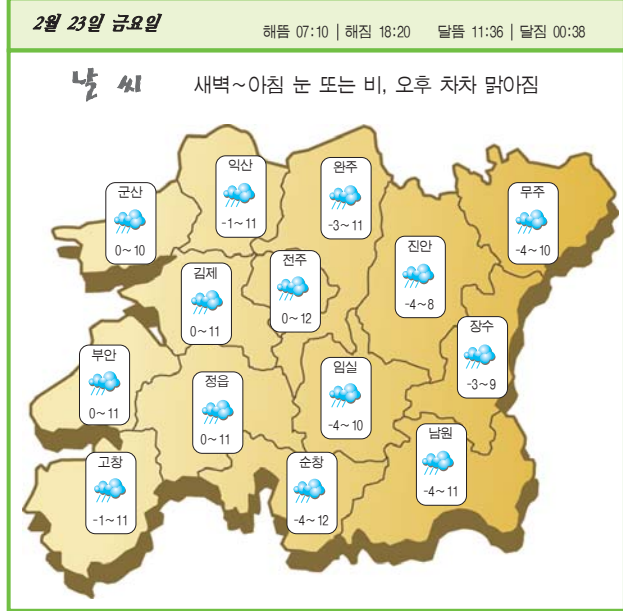 2월 23일 금요일
해뜸 07:10 | 해짐 18:20 달뜸 11:36 | 달짐 00:38
날 씨 새벽~아침 눈 또는 비, 오후 차차 맑아짐
익산
-1~11
완주
-3~11
군산
0~10
무주
-4~10
진안
-4~8
전주
0~12
김제
0~11
장수
-3~9
부안
0~11
임실
-4~10
정읍
0~11
남원
-4~11
고창
-1~11
순창
-4~12